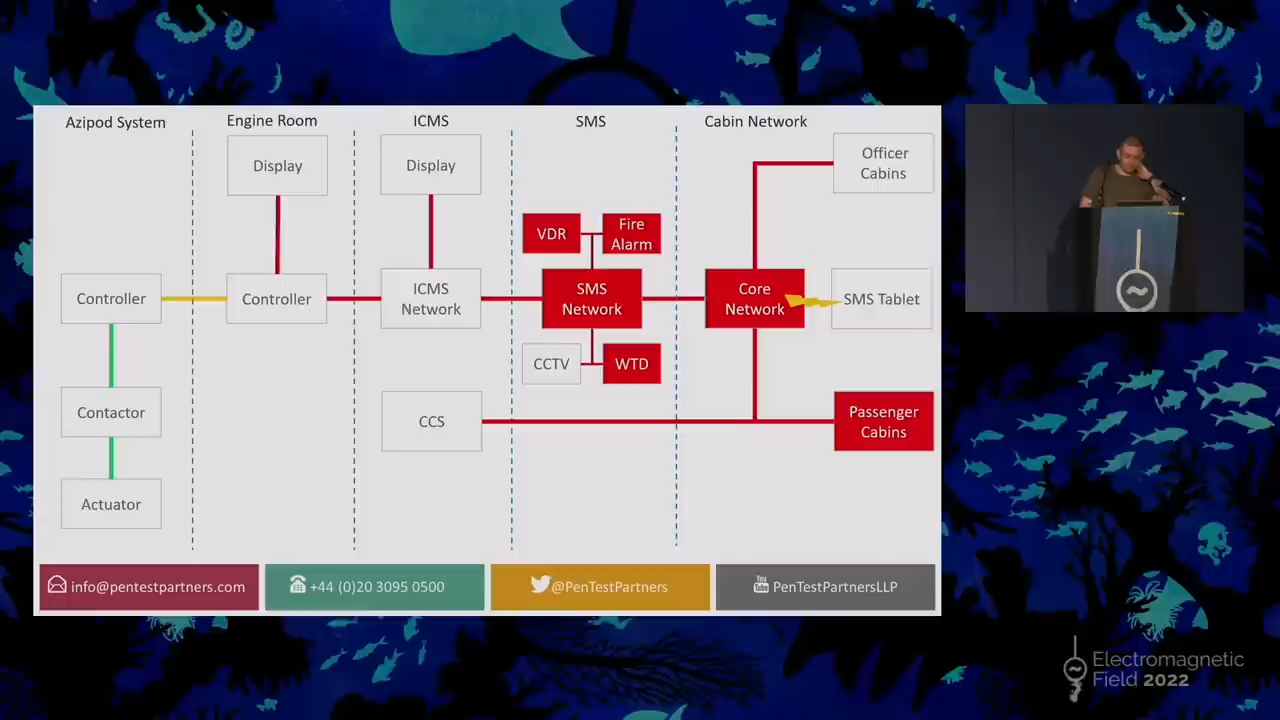 Azipod System
Engine Room
ICMS
SMS
Cabin Network
Display
Display
Officer
Cabins
VDR
Fire
Alarm
Controller
Controller
ICMS
Network
SMS
Network
Core
Network
SMS Tablet
CCTV
WTD
Contactor
CCS
Passenger
Cabins
Actuator
info@pentestpartners.com
+44 (0)20 3095 0500
@PenTestPartners
You
Tube
PenTestPartnersLLP
Electromagnetic
Field 2022